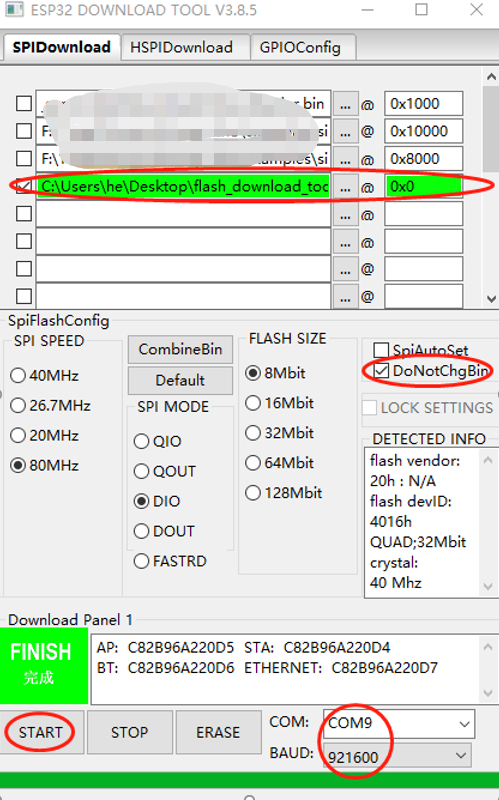 ESP32 DOWNLOAD TOOL V3.8.5
SPIDownload HSPIDownload GPIOConfig
.bin ... @ 0x1000
F: si ... @ 0x10000
F:\ amples\si ... @ 0x8000
C:\Users\he\Desktop\flash_download_toc ... @ 0x0
... @
... @
... @
... @
SpiFlashConfig
SPI SPEED
40MHz
26.7MHz
20MHz
80MHz
CombineBin
Default
SPI MODE
QIO
QOUT
DIO
DOUT
FASTRD
FLASH SIZE
8Mbit
16Mbit
32Mbit
64Mbit
128Mbit
SpiAutoSet
DoNotChgBin
LOCK SETTINGS
DETECTED INFO
flash vendor:
20h : N/A
flash devID:
4016h
QUAD;32Mbit
crystal:
40 Mhz
Download Panel 1
FINISH
完成
AP: C82B96A220D5 STA: C82B96A220D4
BT: C82B96A220D6 ETHERNET: C82B96A220D7
START STOP ERASE
COM: COM9
BAUD: 921600